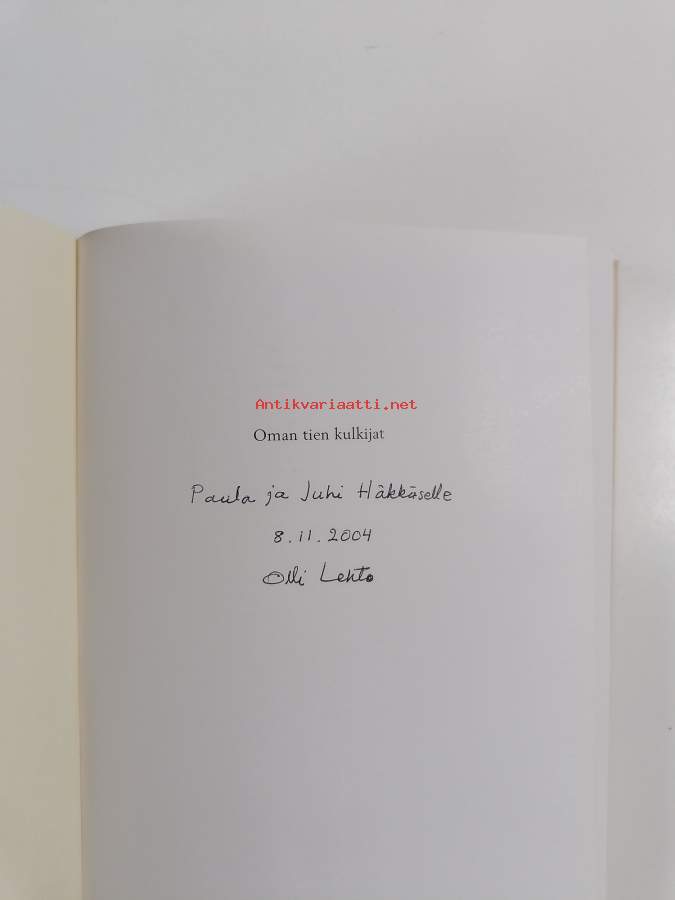 Antikvariaatti.net
Oman tien kulkijat
Paula ja Juhi Häkkäselle
8.11.2004
Olli Lehto